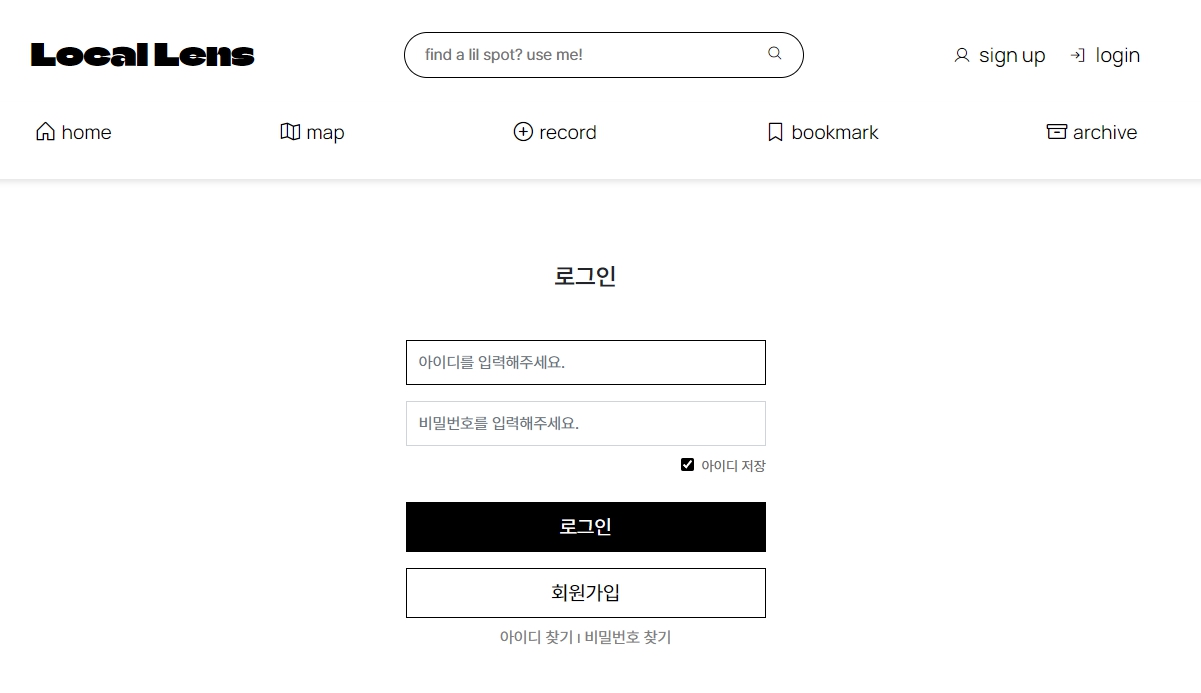 Local Lens
find a lil spot? use me!
sign up
login
home
map
record
bookmark
archive
로그인
아이디를 입력해주세요.
비밀번호를 입력해주세요.
아이디 저장
로그인
회원가입
아이디 찾기 ı 비밀번호 찾기